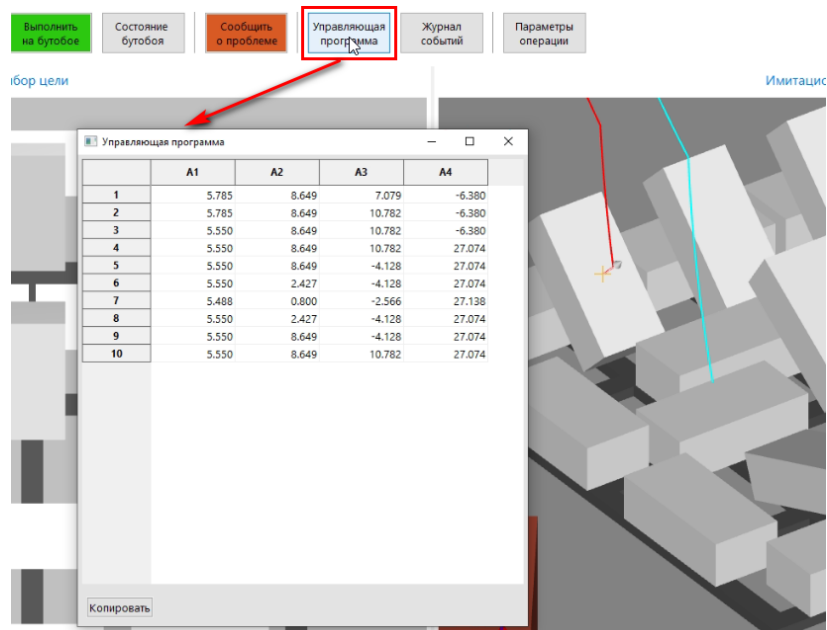 Выполнить
на бутобое
Состояние
бутобоя
Сообщить
о проблеме
Управляющая
программа
Журнал
событий
Параметры
операции
бор цели
Имитацио
Управляющая программа
A1 A2 A3 A4
1 5.785 8.649 7.079 -6.380
2 5.785 8.649 10.782 -6.380
3 5.550 8.649 10.782 -6.380
4 5.550 8.649 10.782 27.074
5 5.550 8.649 -4.128 27.074
6 5.550 2.427 -4.128 27.074
7 5.488 0.800 -2.566 27.138
8 5.550 2.427 -4.128 27.074
9 5.550 8.649 -4.128 27.074
10 5.550 8.649 10.782 27.074
Копировать